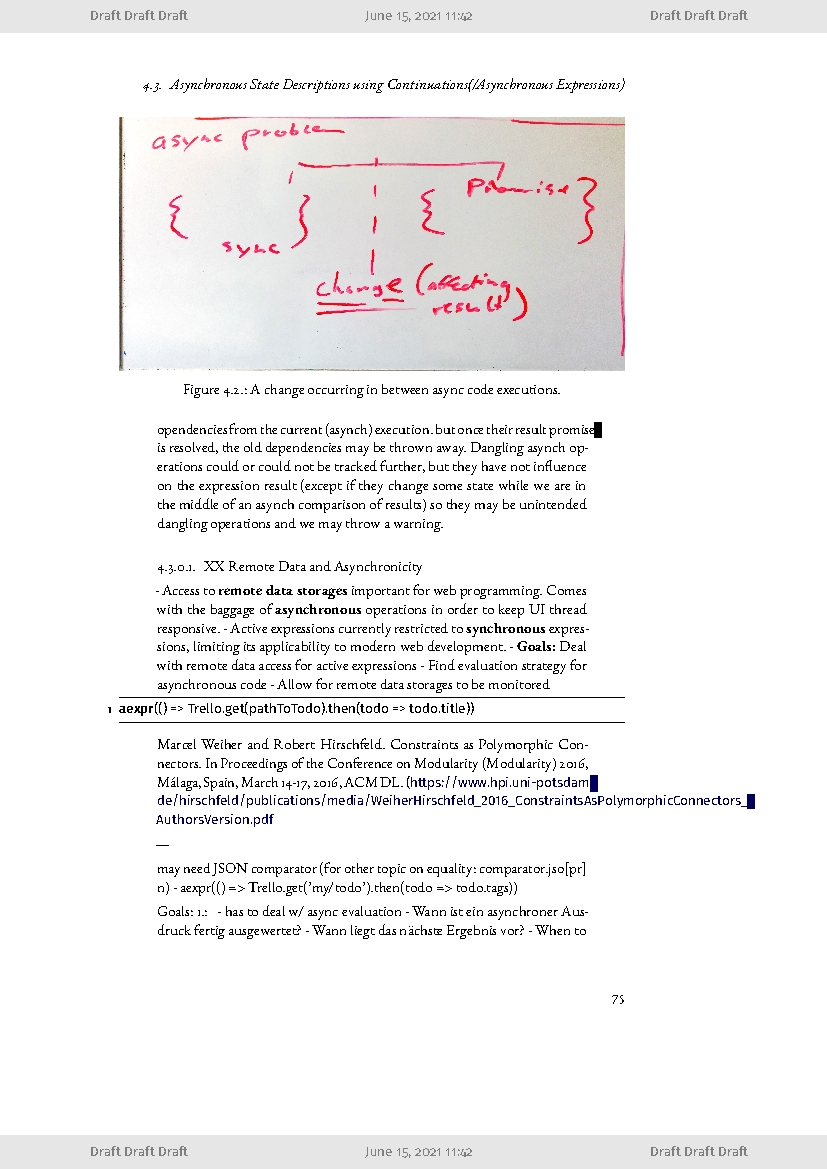 Draft Draft Draft June 15, 2021 11:42 Draft Draft Draft
4.3. Asynchronous State Descriptions using Continuations(/Asynchronous Expressions)
async problem
Promise
{ } { }
sync
change (affecting
result)
Figure 4.2.: A change occurring in between async code executions.
opendencies from the current (asynch) execution. but once their result promise
is resolved, the old dependencies may be thrown away. Dangling asynch op-
erations could or could not be tracked further, but they have not influence
on the expression result (except if they change some state while we are in
the middle of an asynch comparison of results) so they may be unintended
dangling operations and we may throw a warning.
4.3.0.1. XX Remote Data and Asynchronicity
- Access to remote data storages important for web programming. Comes
with the baggage of asynchronous operations in order to keep UI thread
responsive. - Active expressions currently restricted to synchronous expres-
sions, limiting its applicability to modern web development. - Goals: Deal
with remote data access for active expressions - Find evaluation strategy for
asynchronous code - Allow for remote data storages to be monitored
1 aexpr(() => Trello.get(pathToTodo).then(todo => todo.title))
Marcel Weiher and Robert Hirschfeld. Constraints as Polymorphic Con-
nectors. In Proceedings of the Conference on Modularity (Modularity) 2016,
Málaga, Spain, March 14-17, 2016, ACM DL. (https://www.hpi.uni-potsdam
de/hirschfeld/publications/media/WeiherHirschfeld_2016_ConstraintsAsPolymorphicConnectors_
AuthorsVersion.pdf
—
may need JSON comparator (for other topic on equality: comparator.jso[pr]
n) - aexpr(() => Trello.get('my/todo').then(todo => todo.tags))
Goals: 1.: - has to deal w/ async evaluation - Wann ist ein asynchroner Aus-
druck fertig ausgewertet? - Wann liegt das nächste Ergebnis vor? - When to
75
Draft Draft Draft June 15, 2021 11:42 Draft Draft Draft